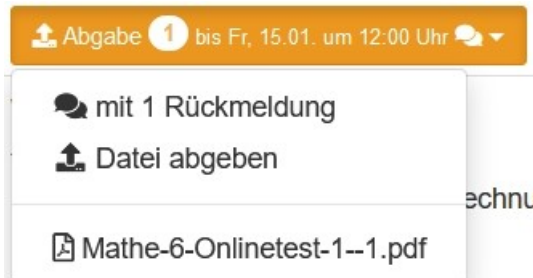 Abgabe 1 bis Fr, 15.01. um 12:00 Uhr
mit 1 Rückmeldung
Datei abgeben
echnu
Mathe-6-Onlinetest-1--1.pdf